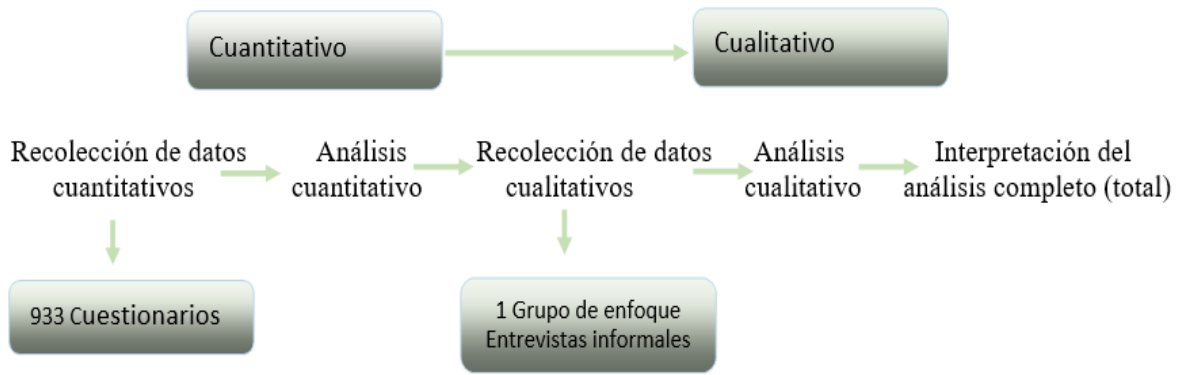 Cuantitativo
Cualitativo
Recolección de datos
cuantitativos
Análisis
cuantitativo
Recolección de datos
cualitativos
Análisis
cualitativo
Interpretación del
análisis completo (total)
933 Cuestionarios
1 Grupo de enfoque
Entrevistas informales